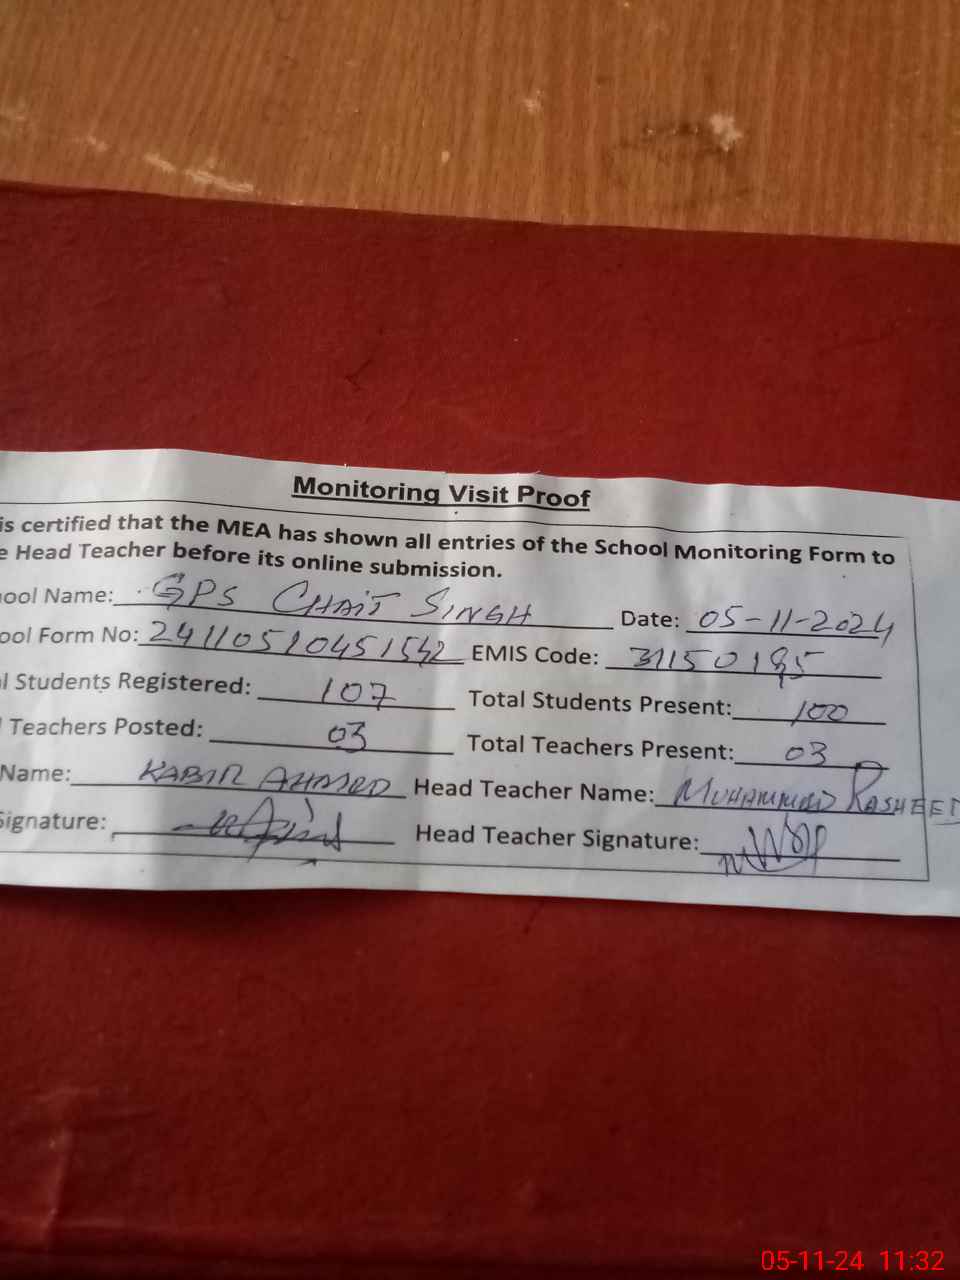 Monitoring Visit Proof
is certified that the MEA has shown all entries of the School Monitoring Form to
e Head Teacher before its online submission.
ool Name: GPS CHAIT SINGH Date: 05-11-2024
ool Form No: 24110510451542 EMIS Code: 31150195
l Students Registered: 107 Total Students Present: 100
Teachers Posted: 03 Total Teachers Present: 03
Name: KABIR AHMED Head Teacher Name: MUHAMMAD RASHEED
Signature: Head Teacher Signature:
05-11-24 11:32